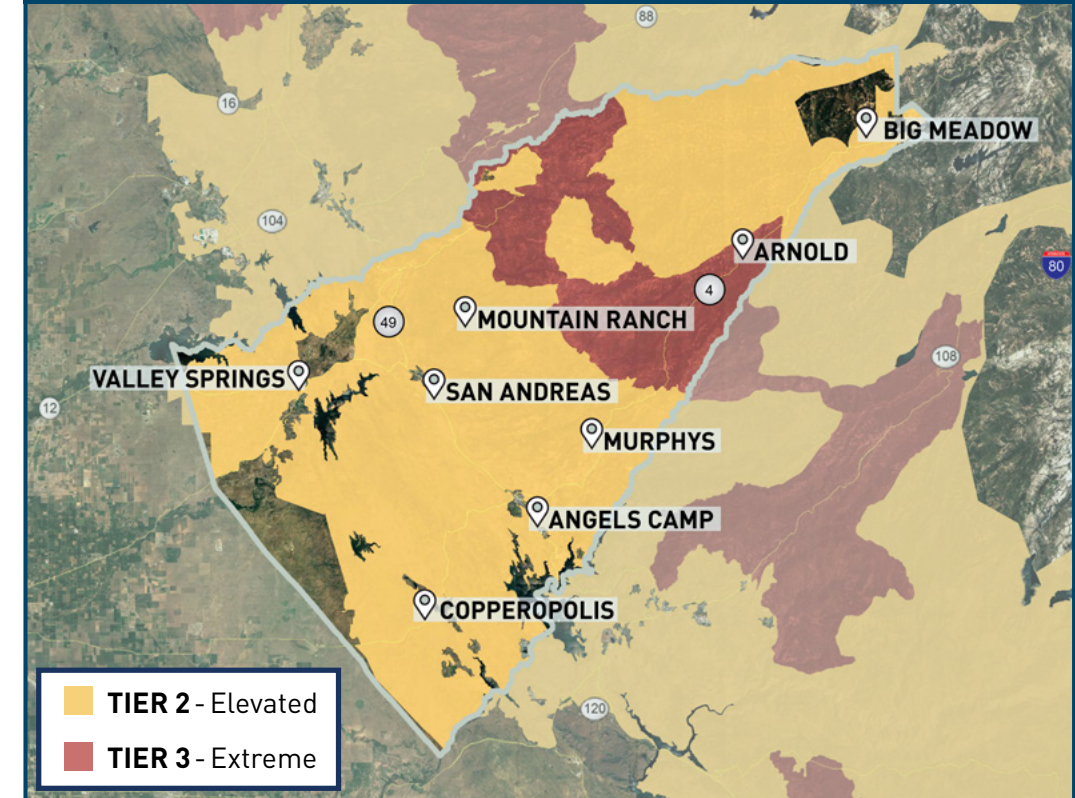 88
16
BIG MEADOW
104
ARNOLD
80
4
49
MOUNTAIN RANCH
108
VALLEY SPRINGS
SAN ANDREAS
12
MURPHYS
ANGELS CAMP
COPPEROPOLIS
TIER 2 - Elevated
120
TIER 3 - Extreme